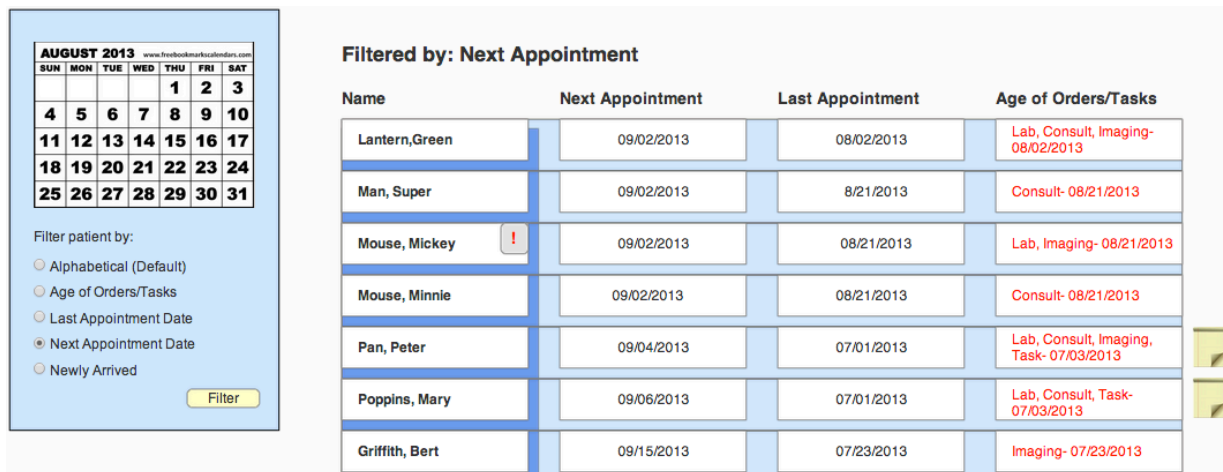 AUGUST 2013 www.freebookmarkscalendars.com
SUN MON TUE WED THU FRI SAT
1 2 3
4 5 6 7 8 9 10
11 12 13 14 15 16 17
18 19 20 21 22 23 24
25 26 27 28 29 30 31
Filter patient by:
Alphabetical (Default)
Age of Orders/Tasks
Last Appointment Date
Next Appointment Date
Newly Arrived
Filter
Filtered by: Next Appointment
Name Next Appointment Last Appointment Age of Orders/Tasks
Lantern,Green 09/02/2013 08/02/2013 Lab, Consult, Imaging-
08/02/2013
Man, Super 09/02/2013 8/21/2013 Consult- 08/21/2013
Mouse, Mickey ! 09/02/2013 08/21/2013 Lab, Imaging- 08/21/2013
Mouse, Minnie 09/02/2013 08/21/2013 Consult- 08/21/2013
Pan, Peter 09/04/2013 07/01/2013 Lab, Consult, Imaging,
Task- 07/03/2013
Poppins, Mary 09/06/2013 07/01/2013 Lab, Consult, Task-
07/03/2013
Griffith, Bert 09/15/2013 07/23/2013 Imaging- 07/23/2013